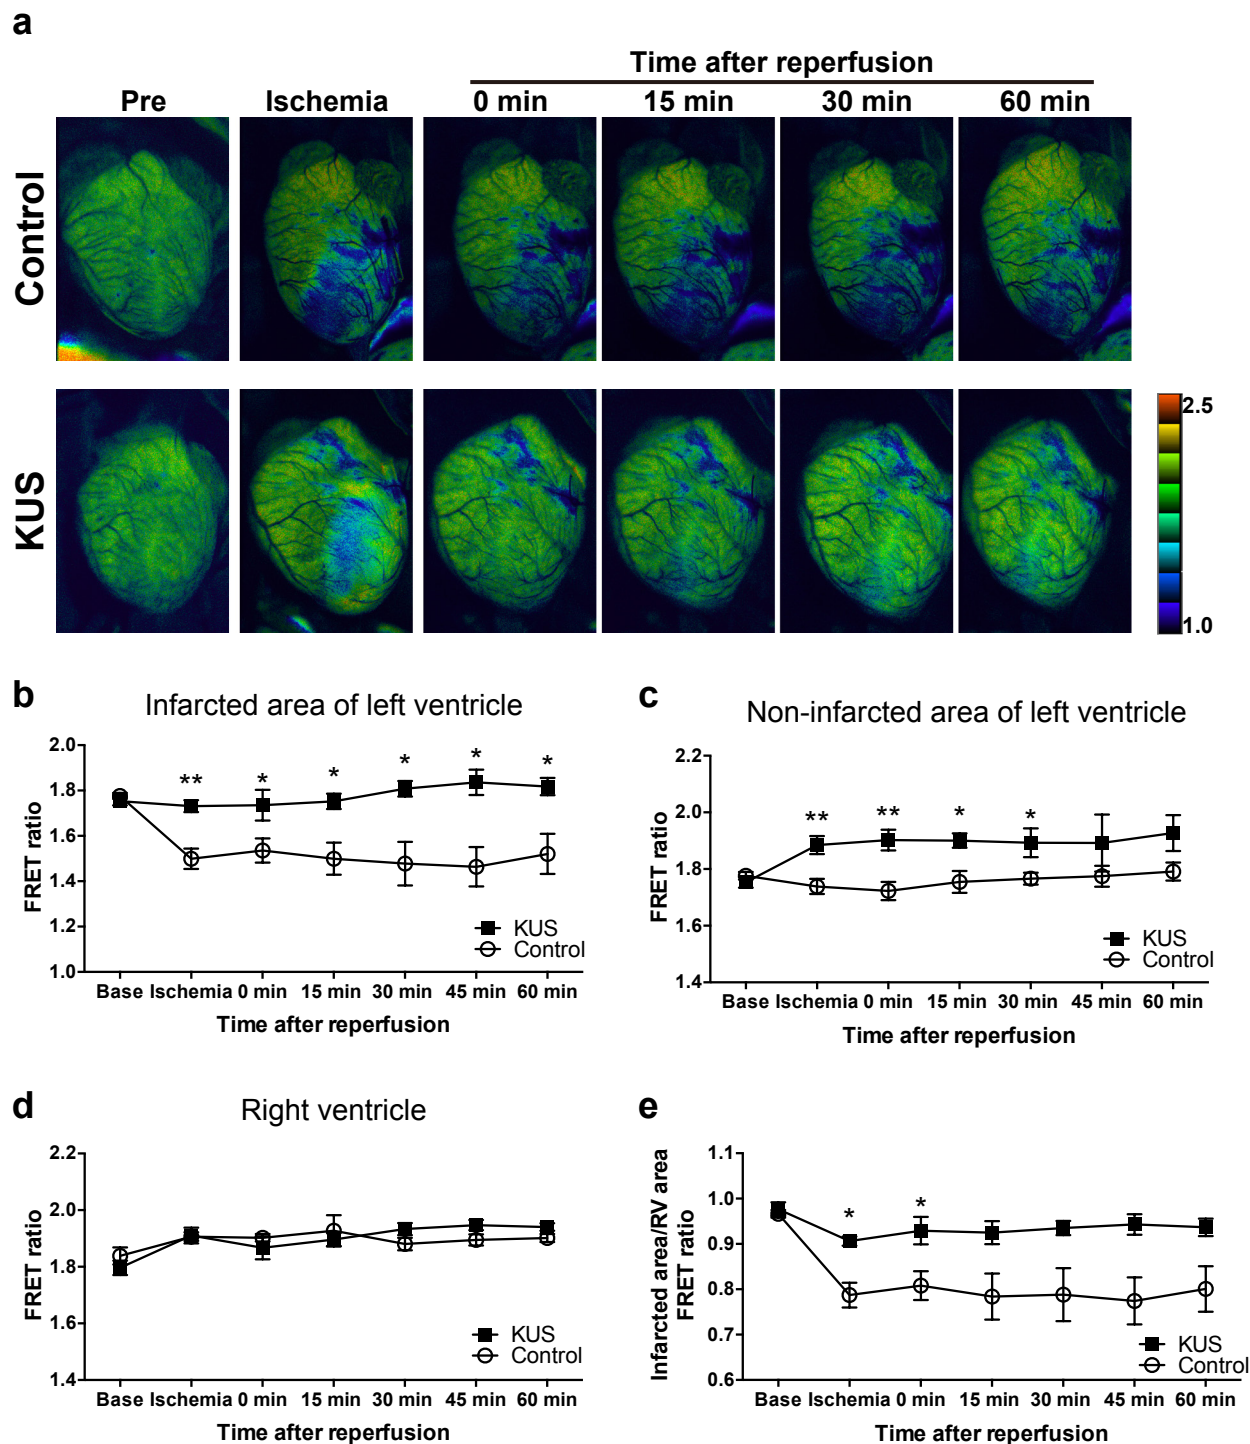 a
Time after reperfusion
Pre Ischemia 0 min 15 min 30 min 60 min
Control
KUS
2.5
1.0
b
Infarcted area of left ventricle
2.0
1.8
1.6
1.4
1.2
1.0
FRET ratio
** * * * * *
KUS
Control
Base Ischemia 0 min 15 min 30 min 45 min 60 min
Time after reperfusion
c
Non-infarcted area of left ventricle
2.2
2.0
1.8
1.6
1.4
FRET ratio
** ** * *
KUS
Control
Base Ischemia 0 min 15 min 30 min 45 min 60 min
Time after reperfusion
d
Right ventricle
2.2
2.0
1.8
1.6
1.4
FRET ratio
KUS
Control
Base Ischemia 0 min 15 min 30 min 45 min 60 min
Time after reperfusion
e
1.1
1.0
0.9
0.8
0.7
0.6
Infarcted area/RV area
FRET ratio
* *
KUS
Control
Base Ischemia 0 min 15 min 30 min 45 min 60 min
Time after reperfusion